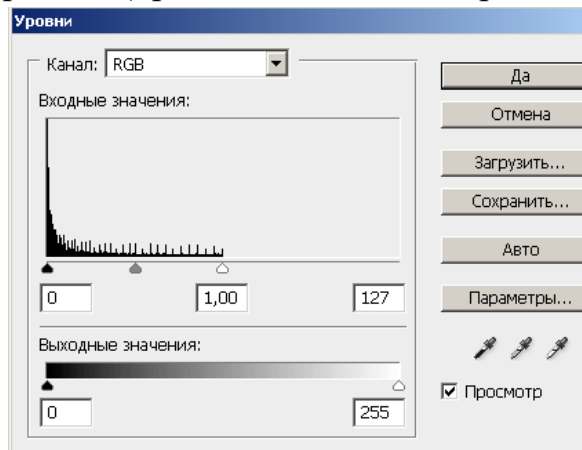 Уровни
Канал: RGB
Входные значения:
0 1,00 127
Выходные значения:
0 255
Да
Отмена
Загрузить...
Сохранить...
Авто
Параметры...
Просмотр